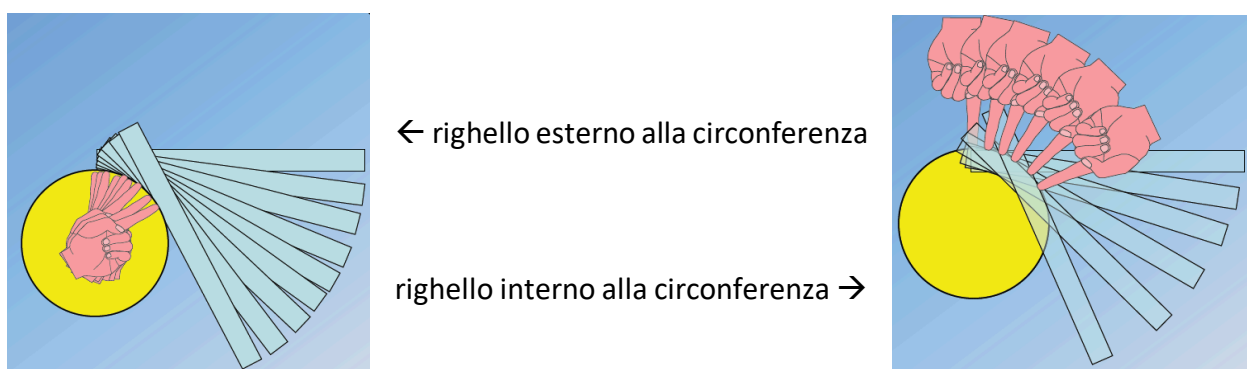 ← righello esterno alla circonferenza
righello interno alla circonferenza →